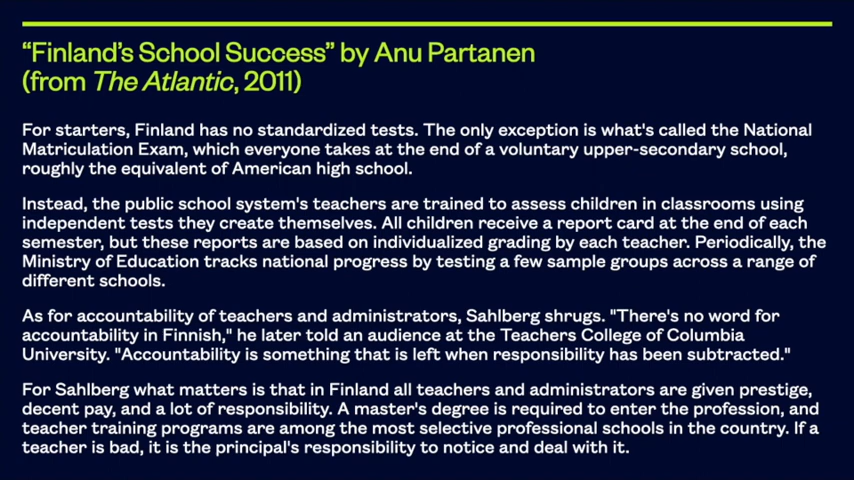 “Finland’s School Success” by Anu Partanen
(from The Atlantic, 2011)
For starters, Finland has no standardized tests. The only exception is what's called the National
Matriculation Exam, which everyone takes at the end of a voluntary upper-secondary school,
roughly the equivalent of American high school.
Instead, the public school system's teachers are trained to assess children in classrooms using
independent tests they create themselves. All children receive a report card at the end of each
semester, but these reports are based on individualized grading by each teacher. Periodically, the
Ministry of Education tracks national progress by testing a few sample groups across a range of
different schools.
As for accountability of teachers and administrators, Sahlberg shrugs. "There's no word for
accountability in Finnish," he later told an audience at the Teachers College of Columbia
University. "Accountability is something that is left when responsibility has been subtracted."
For Sahlberg what matters is that in Finland all teachers and administrators are given prestige,
decent pay, and a lot of responsibility. A master's degree is required to enter the profession, and
teacher training programs are among the most selective professional schools in the country. If a
teacher is bad, it is the principal's responsibility to notice and deal with it.